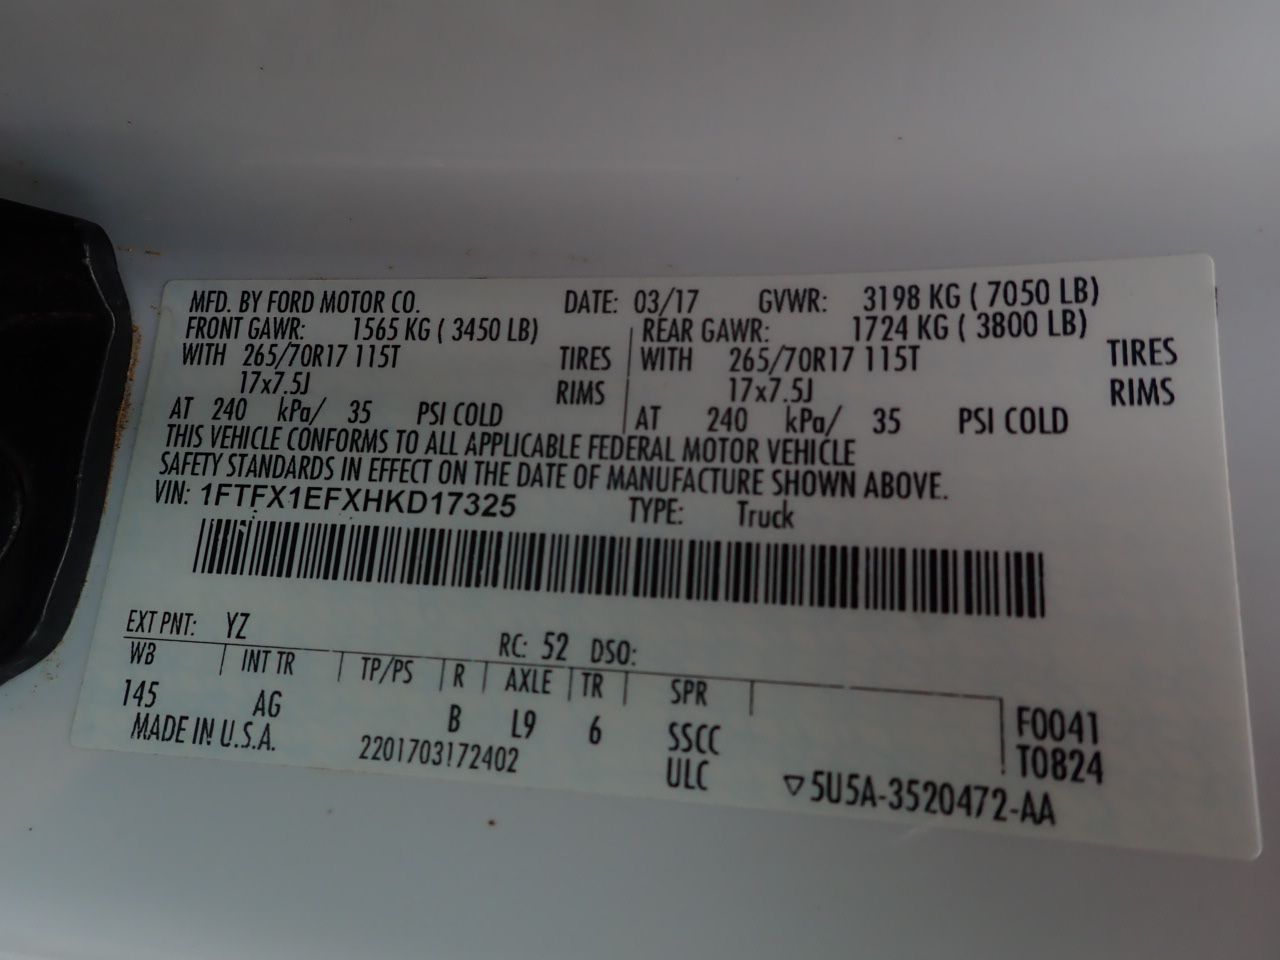 MFD. BY FORD MOTOR CO. DATE: 03/17 GVWR: 3198 KG ( 7050 LB)
FRONT GAWR: 1565 KG ( 3450 LB) REAR GAWR: 1724 KG ( 3800 LB)
WITH 265/70R17 115T TIRES WITH 265/70R17 115T TIRES
17x7.5J RIMS 17x7.5J RIMS
AT 240 kPa/ 35 PSI COLD AT 240 kPa/ 35 PSI COLD
THIS VEHICLE CONFORMS TO ALL APPLICABLE FEDERAL MOTOR VEHICLE
SAFETY STANDARDS IN EFFECT ON THE DATE OF MANUFACTURE SHOWN ABOVE.
VIN: 1FTFX1EFXHKD17325 TYPE: Truck
EXT PNT: YZ RC: 52 DSO:
WB INT TR TP/PS R AXLE TR SPR
145 AG B L9 6 SSCC F0041
MADE IN U.S.A. 2201703172402 ULC T0824
▽5U5A-3520472-AA